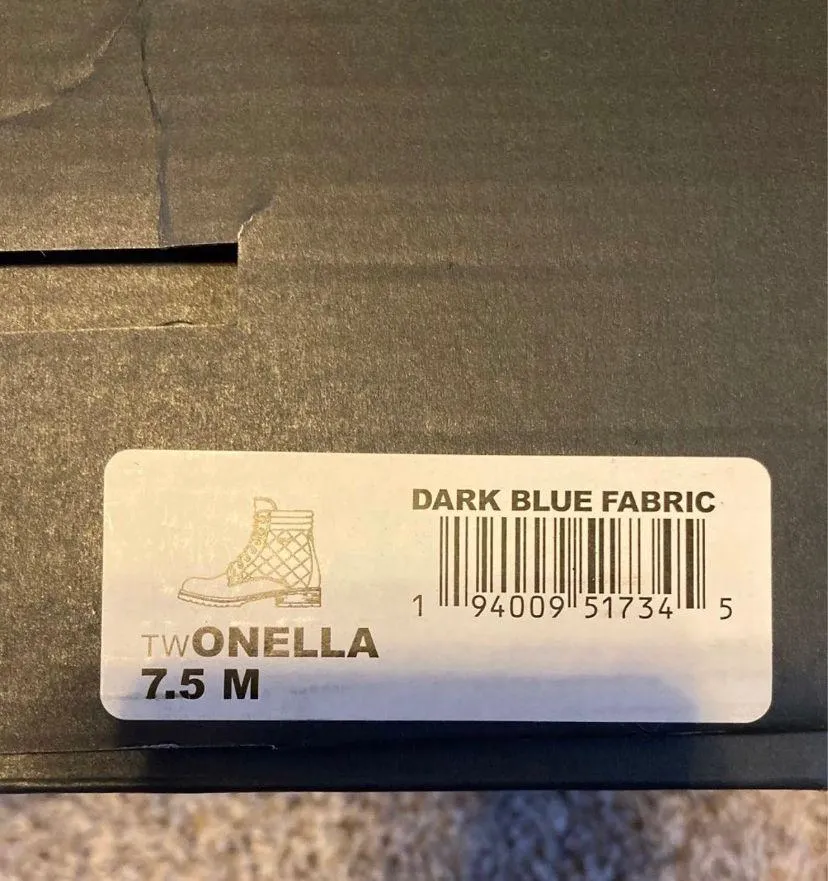 DARK BLUE FABRIC
1 94009 51734 5
TWONELLA
7.5 M